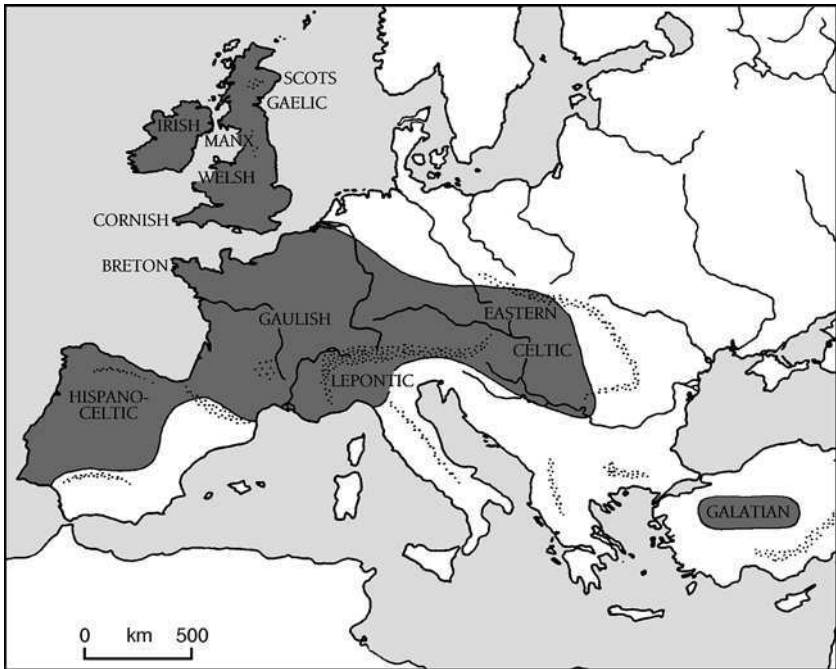 SCOTS
GAELIC
IRISH
MANX
WELSH
CORNISH
BRETON
GAULISH
EASTERN
CELTIC
LEPONTIC
HISPANO-
CELTIC
GALATIAN
0 km 500